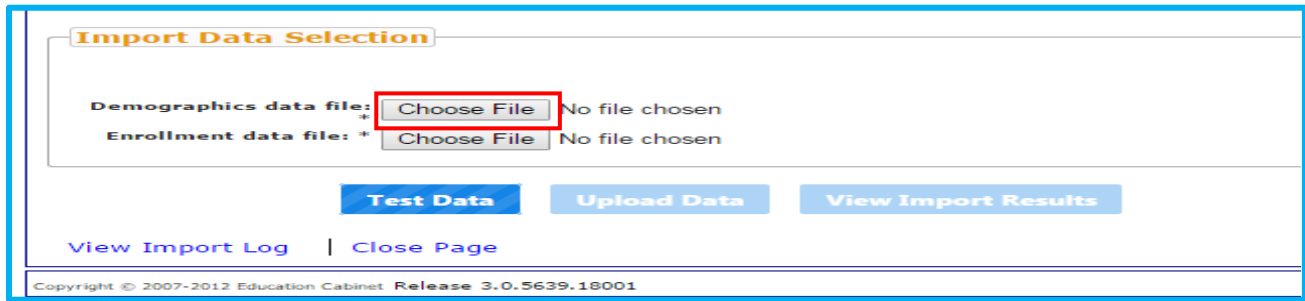 Import Data Selection
Demographics data file: * Choose File No file chosen
Enrollment data file: * Choose File No file chosen
Test Data Upload Data View Import Results
View Import Log | Close Page
Copyright © 2007-2012 Education Cabinet Release 3.0.5639.18001